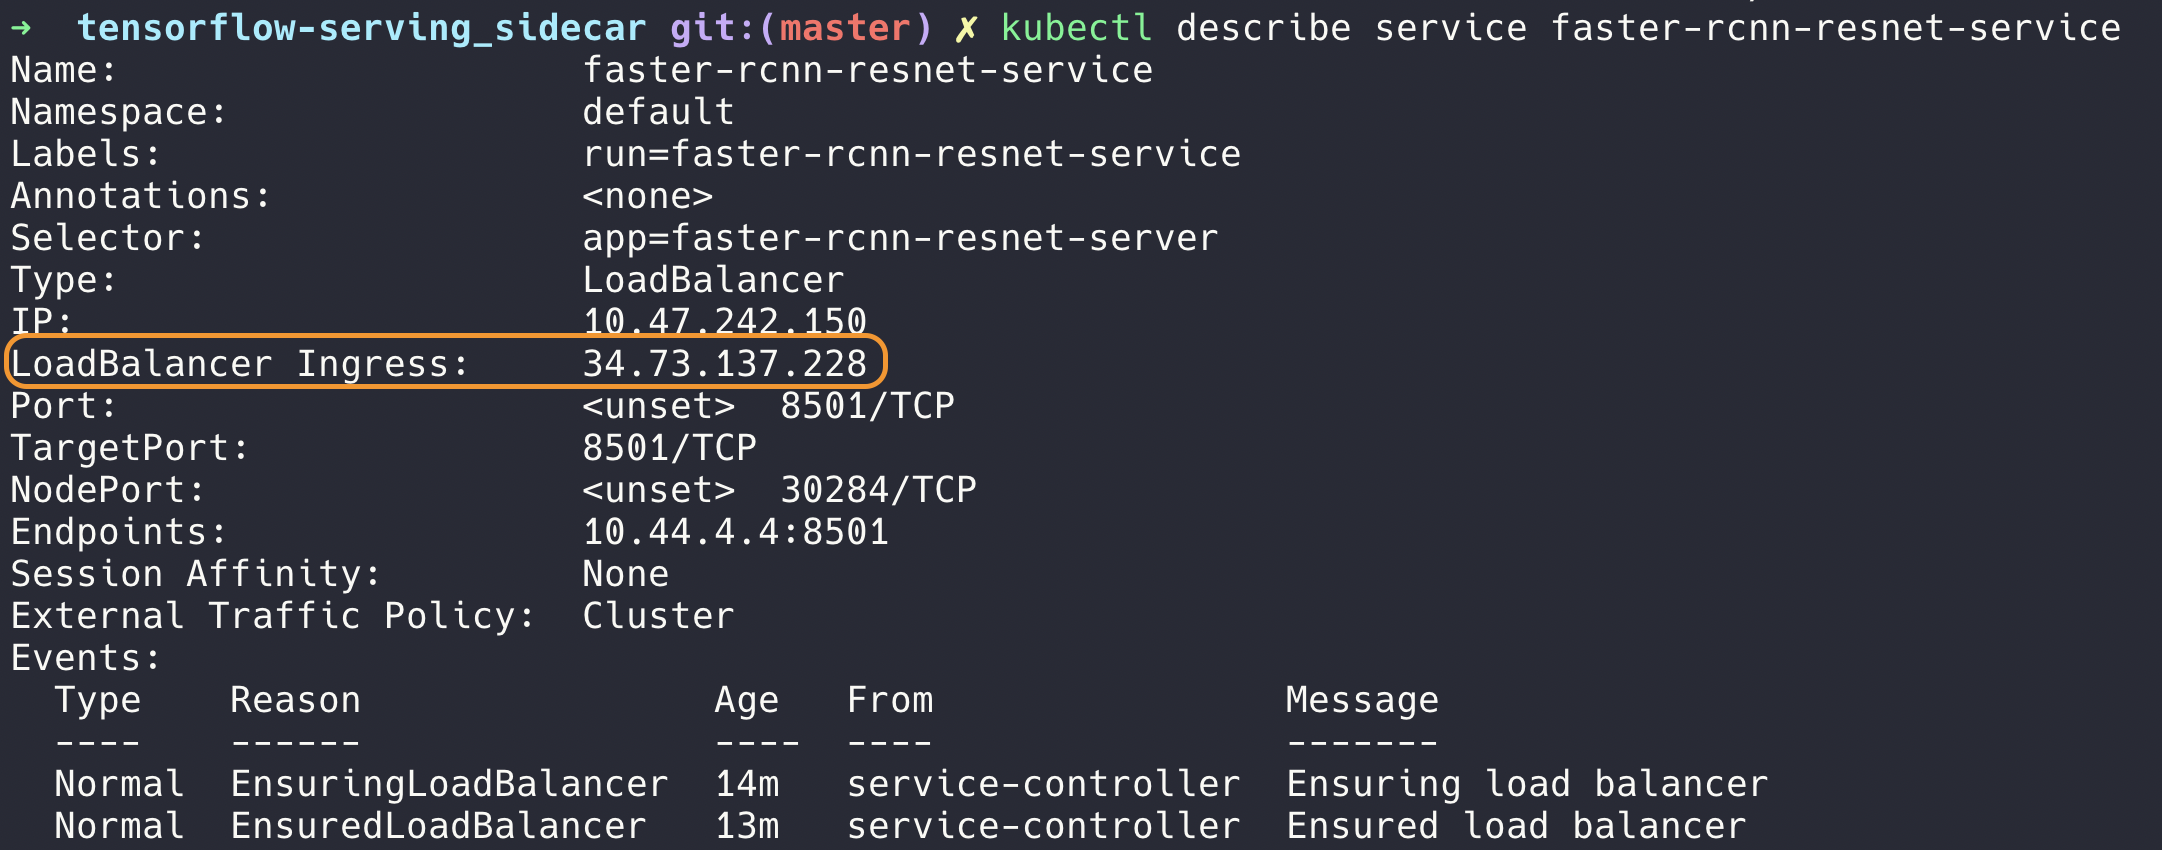 ➜  tensorflow-serving_sidecar git:(master) ✗ kubectl describe service faster-rcnn-resnet-service
Name:                     faster-rcnn-resnet-service
Namespace:                default
Labels:                   run=faster-rcnn-resnet-service
Annotations:              <none>
Selector:                 app=faster-rcnn-resnet-server
Type:                     LoadBalancer
IP:                       10.47.242.150
LoadBalancer Ingress:     34.73.137.228
Port:                     <unset>  8501/TCP
TargetPort:               8501/TCP
NodePort:                 <unset>  30284/TCP
Endpoints:                10.44.4.4:8501
Session Affinity:         None
External Traffic Policy:  Cluster
Events:
  Type    Reason                Age   From                Message
  ----    ------                ----  ----                -------
  Normal  EnsuringLoadBalancer  14m   service-controller  Ensuring load balancer
  Normal  EnsuredLoadBalancer   13m   service-controller  Ensured load balancer